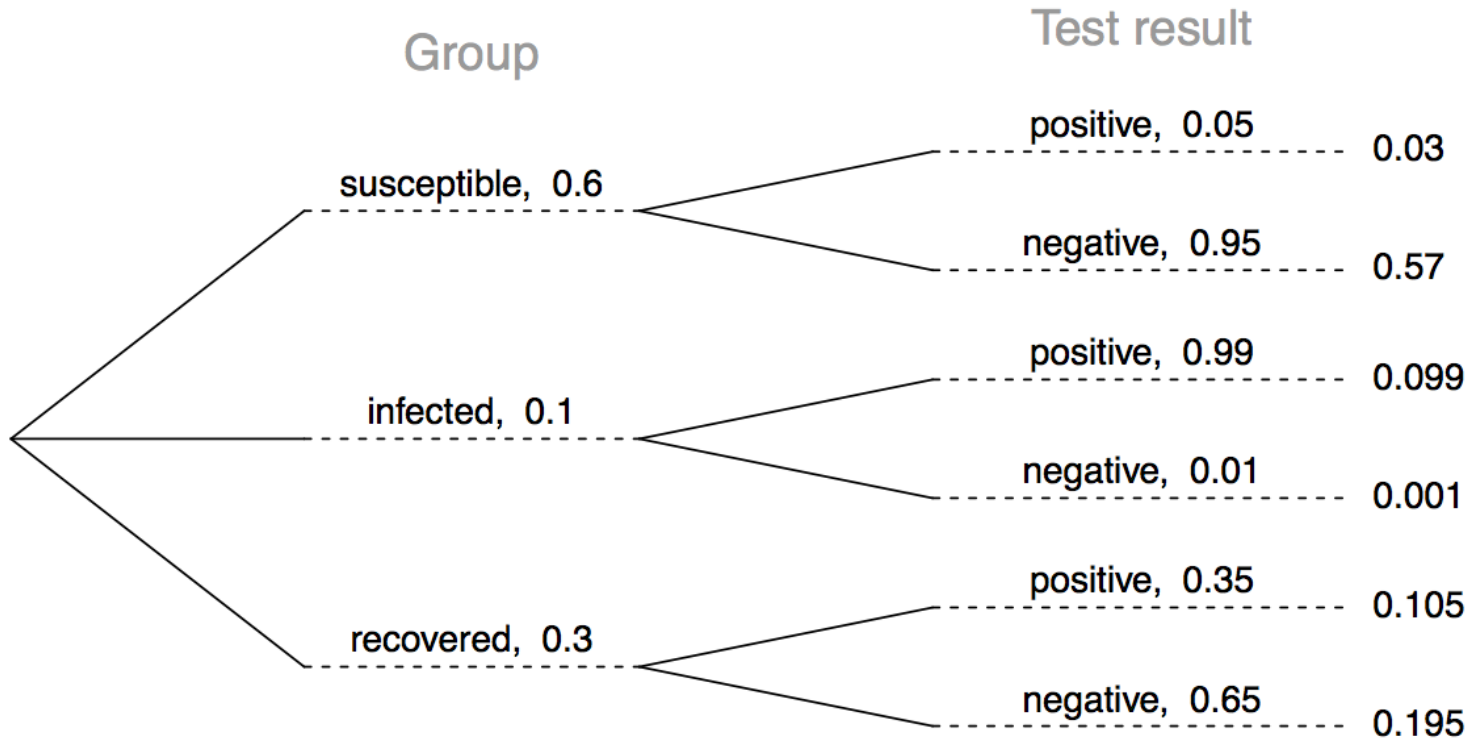 Group
Test result
susceptible, 0.6
positive, 0.05
0.03
negative, 0.95
0.57
infected, 0.1
positive, 0.99
0.099
negative, 0.01
0.001
recovered, 0.3
positive, 0.35
0.105
negative, 0.65
0.195